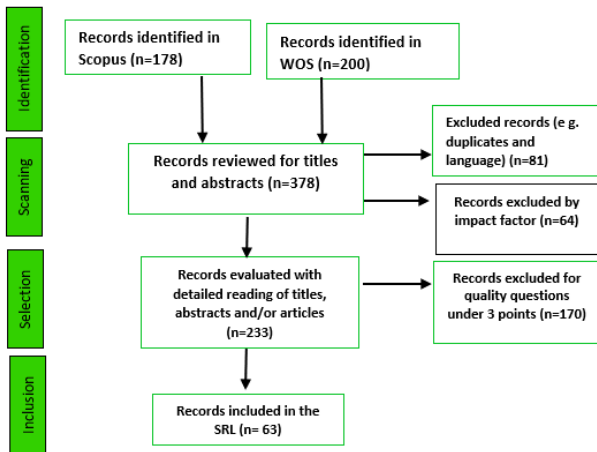 Identification
Records identified in
Scopus (n=178)
Records identified in
WOS (n=200)
Scanning
Records reviewed for titles
and abstracts (n=378)
Excluded records (e g.
duplicates and
language) (n=81)
Records excluded by
impact factor (n=64)
Selection
Records evaluated with
detailed reading of titles,
abstracts and/or articles
(n=233)
Records excluded for
quality questions
under 3 points (n=170)
Inclusion
Records included in the
SRL (n= 63)